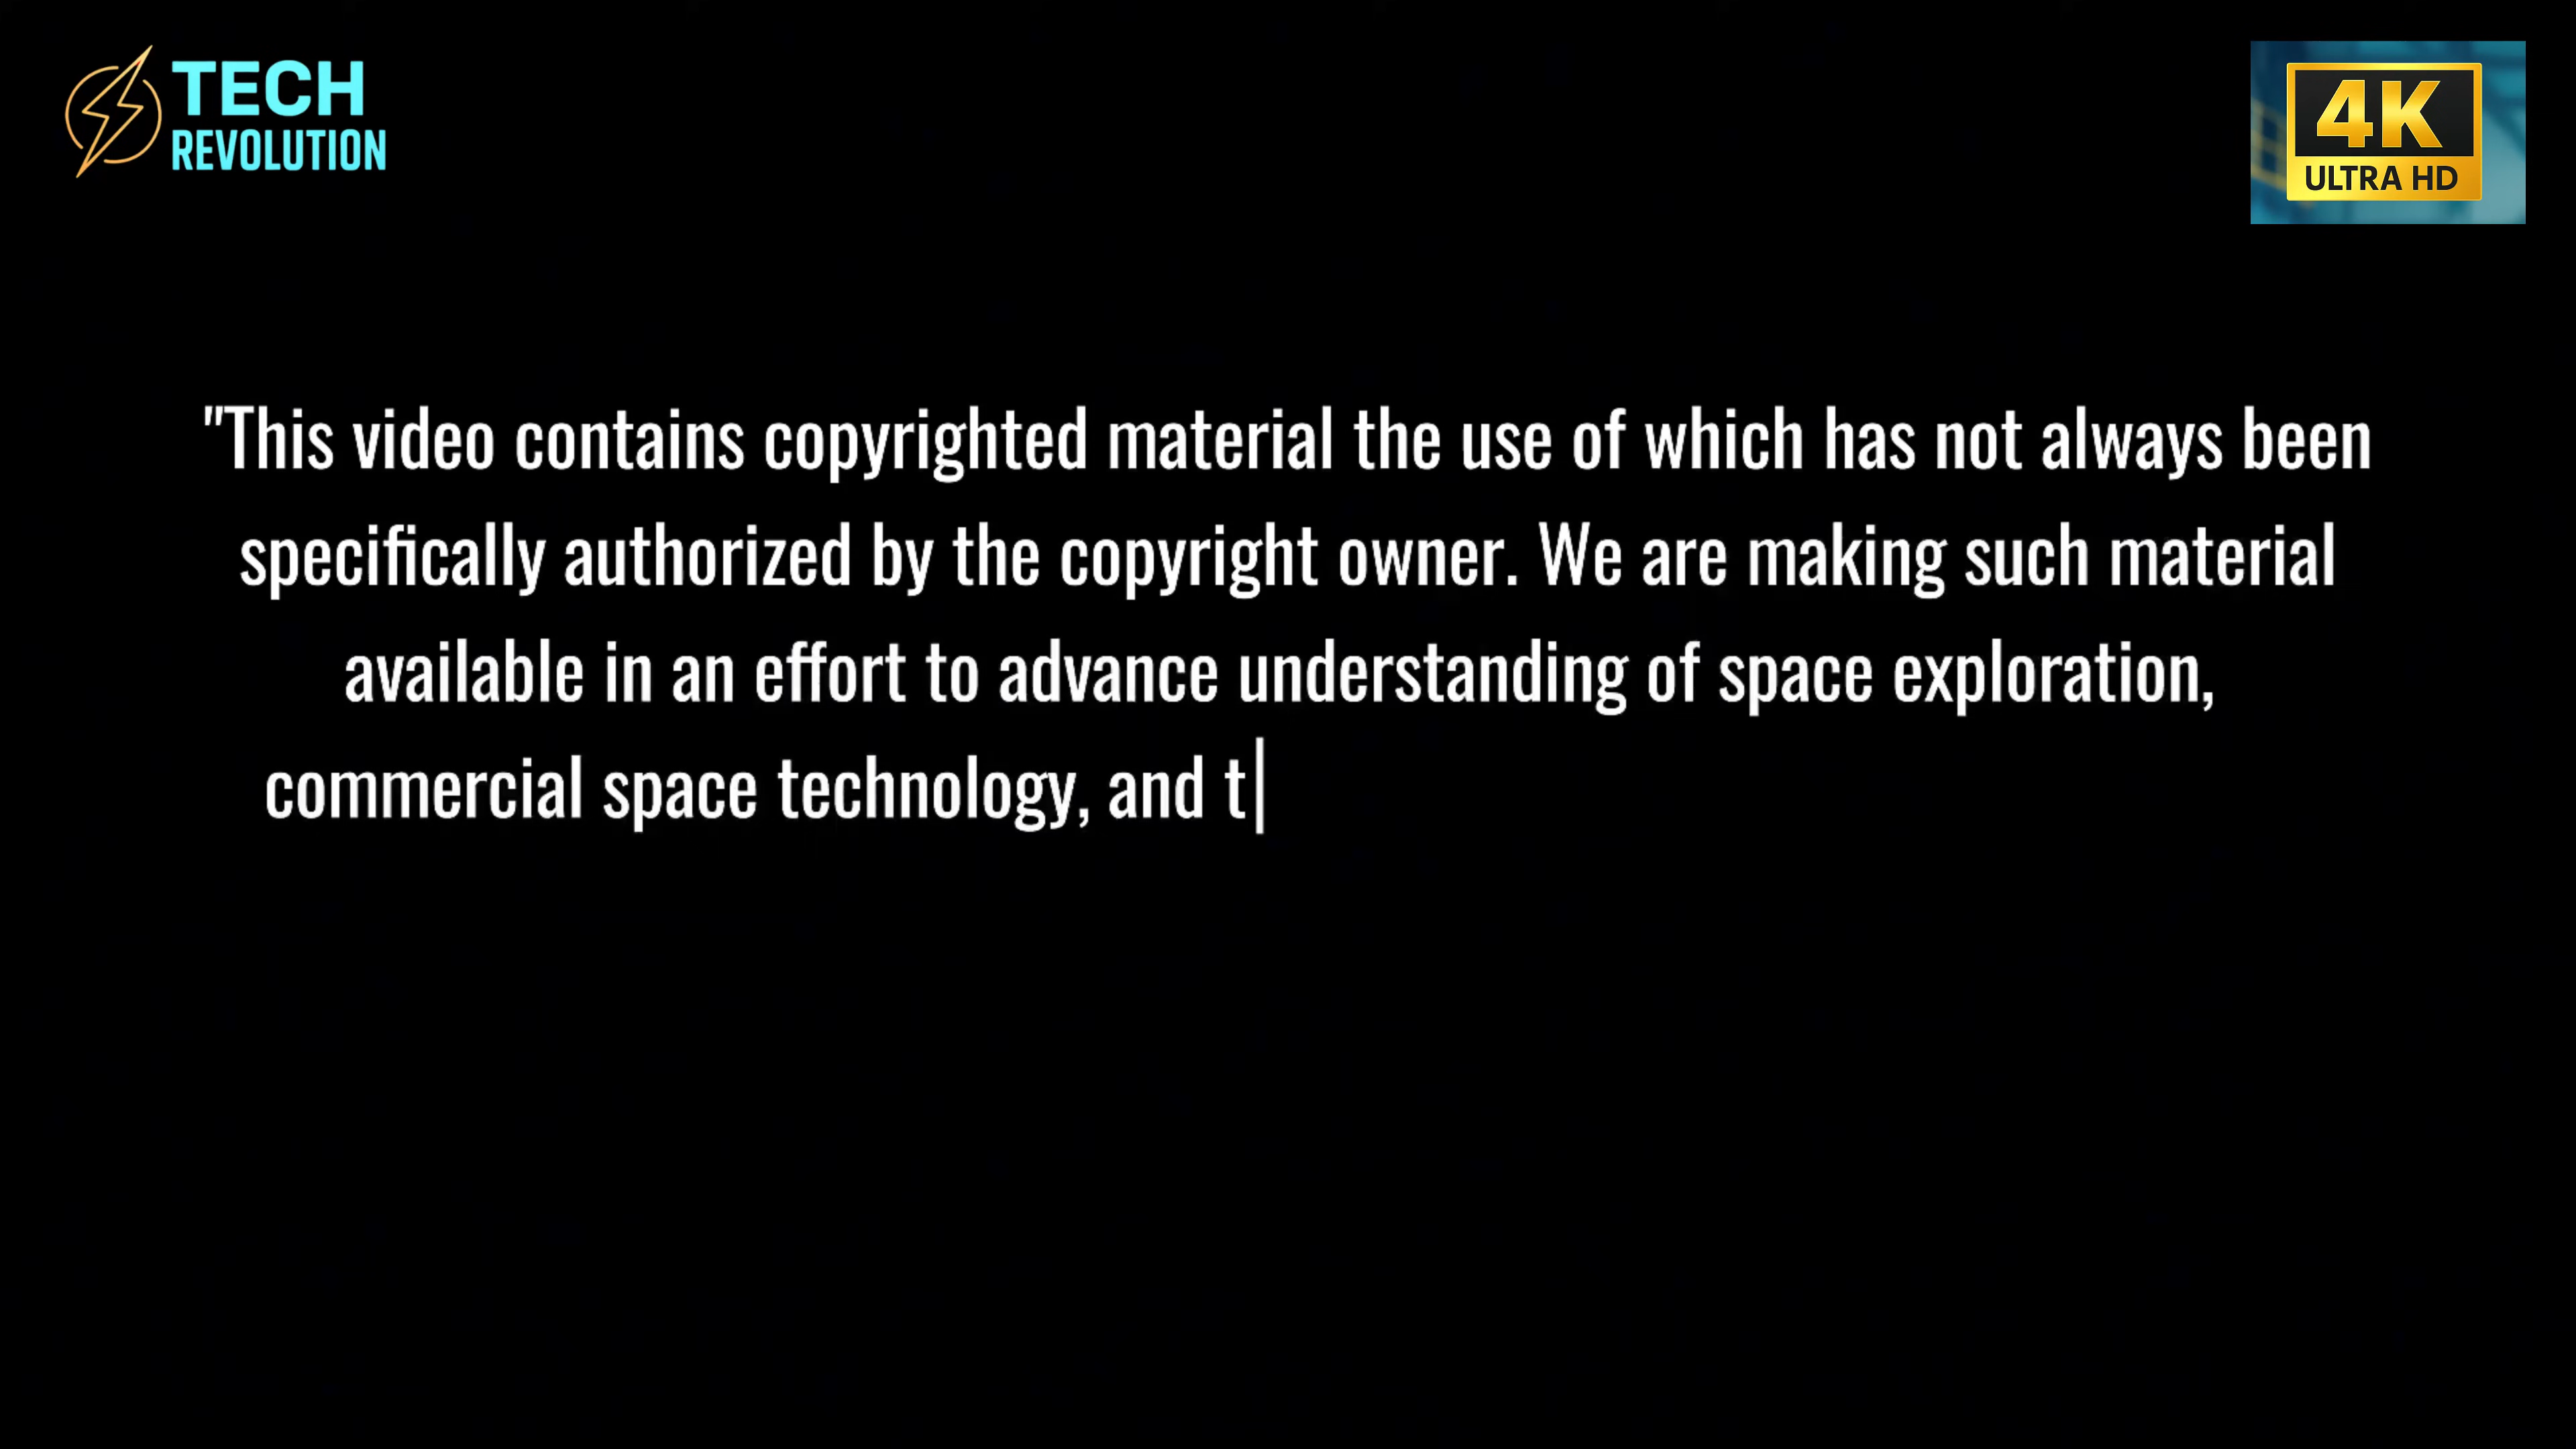 TECH
REVOLUTION
4K
ULTRA HD
"This video contains copyrighted material the use of which has not always been
specifically authorized by the copyright owner. We are making such material
available in an effort to advance understanding of space exploration,
commercial space technology, and t